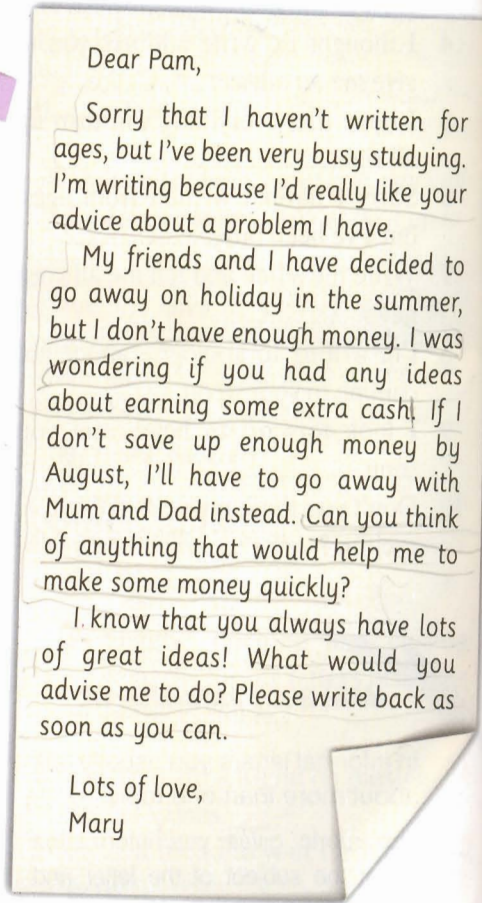 Dear Pam,
Sorry that I haven't written for
ages, but I've been very busy studying.
I'm writing because I'd really like your
advice about a problem I have.
My friends and I have decided to
go away on holiday in the summer,
but I don't have enough money. I was
wondering if you had any ideas
about earning some extra cash. If I
don't save up enough money by
August, I'll have to go away with
Mum and Dad instead. Can you think
of anything that would help me to
make some money quickly?
I know that you always have lots
of great ideas! What would you
advise me to do? Please write back as
soon as you can.
Lots of love,
Mary